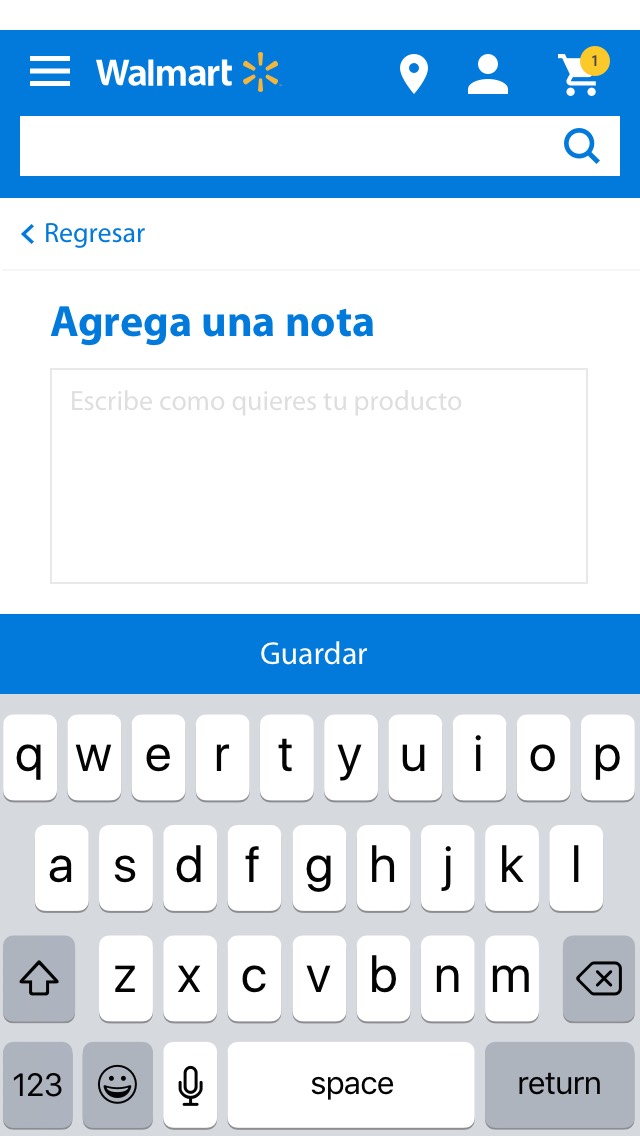 Walmart
1
Regresar
Agrega una nota
Escribe como quieres tu producto
Guardar
q w e r t y u i o p
a s d f g h j k l
z x c v b n m
123 space return